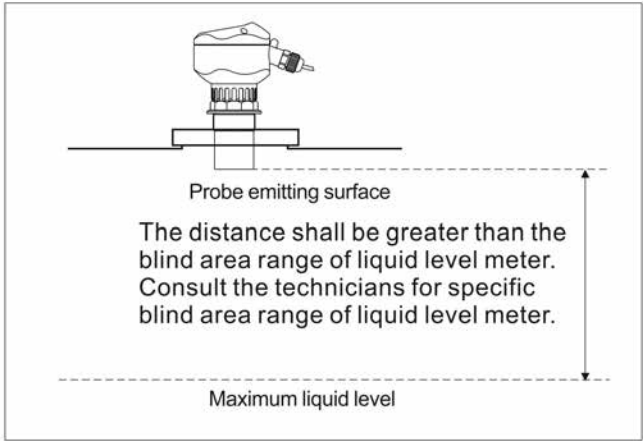 Probe emitting surface
The distance shall be greater than the
blind area range of liquid level meter.
Consult the technicians for specific
blind area range of liquid level meter.
Maximum liquid level